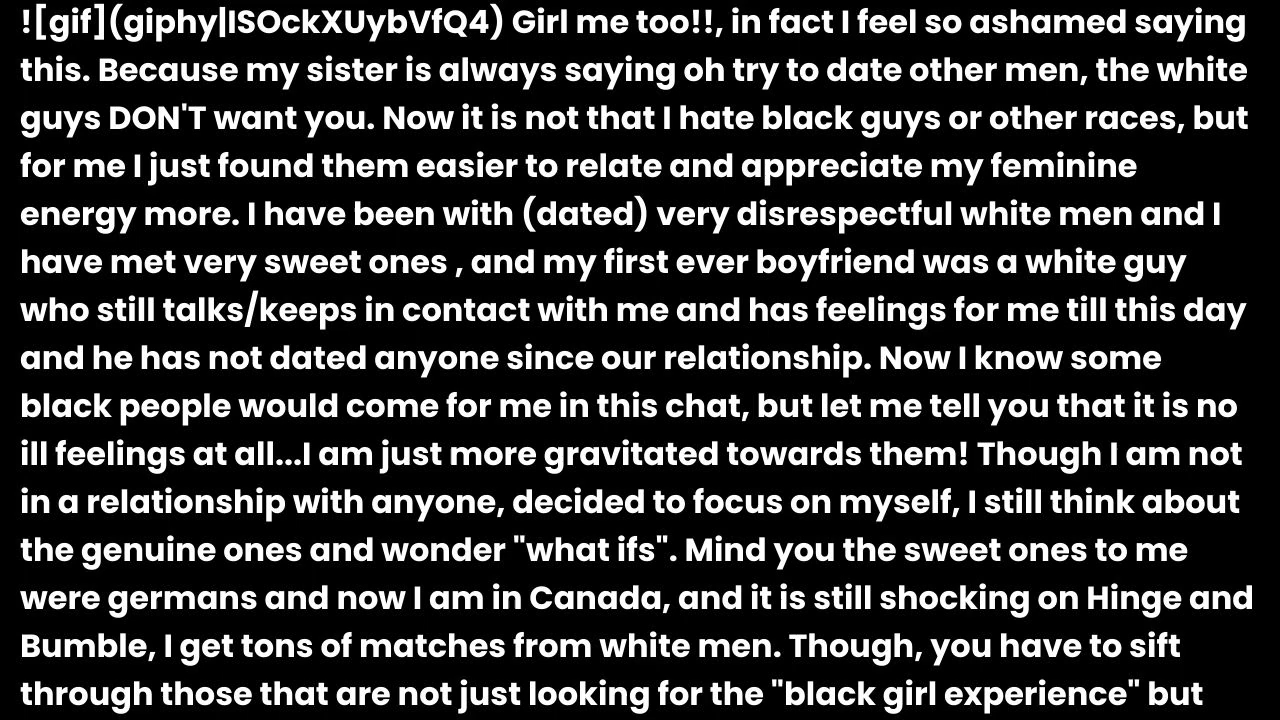 ![gif](giphy|ISOckXUybVfQ4) Girl me too!!, in fact I feel so ashamed saying
this. Because my sister is always saying oh try to date other men, the white
guys DON'T want you. Now it is not that I hate black guys or other races, but
for me I just found them easier to relate and appreciate my feminine
energy more. I have been with (dated) very disrespectful white men and I
have met very sweet ones , and my first ever boyfriend was a white guy
who still talks/keeps in contact with me and has feelings for me till this day
and he has not dated anyone since our relationship. Now I know some
black people would come for me in this chat, but let me tell you that it is no
ill feelings at all...I am just more gravitated towards them! Though I am not
in a relationship with anyone, decided to focus on myself, I still think about
the genuine ones and wonder "what ifs". Mind you the sweet ones to me
were germans and now I am in Canada, and it is still shocking on Hinge and
Bumble, I get tons of matches from white men. Though, you have to sift
through those that are not just looking for the "black girl experience" but